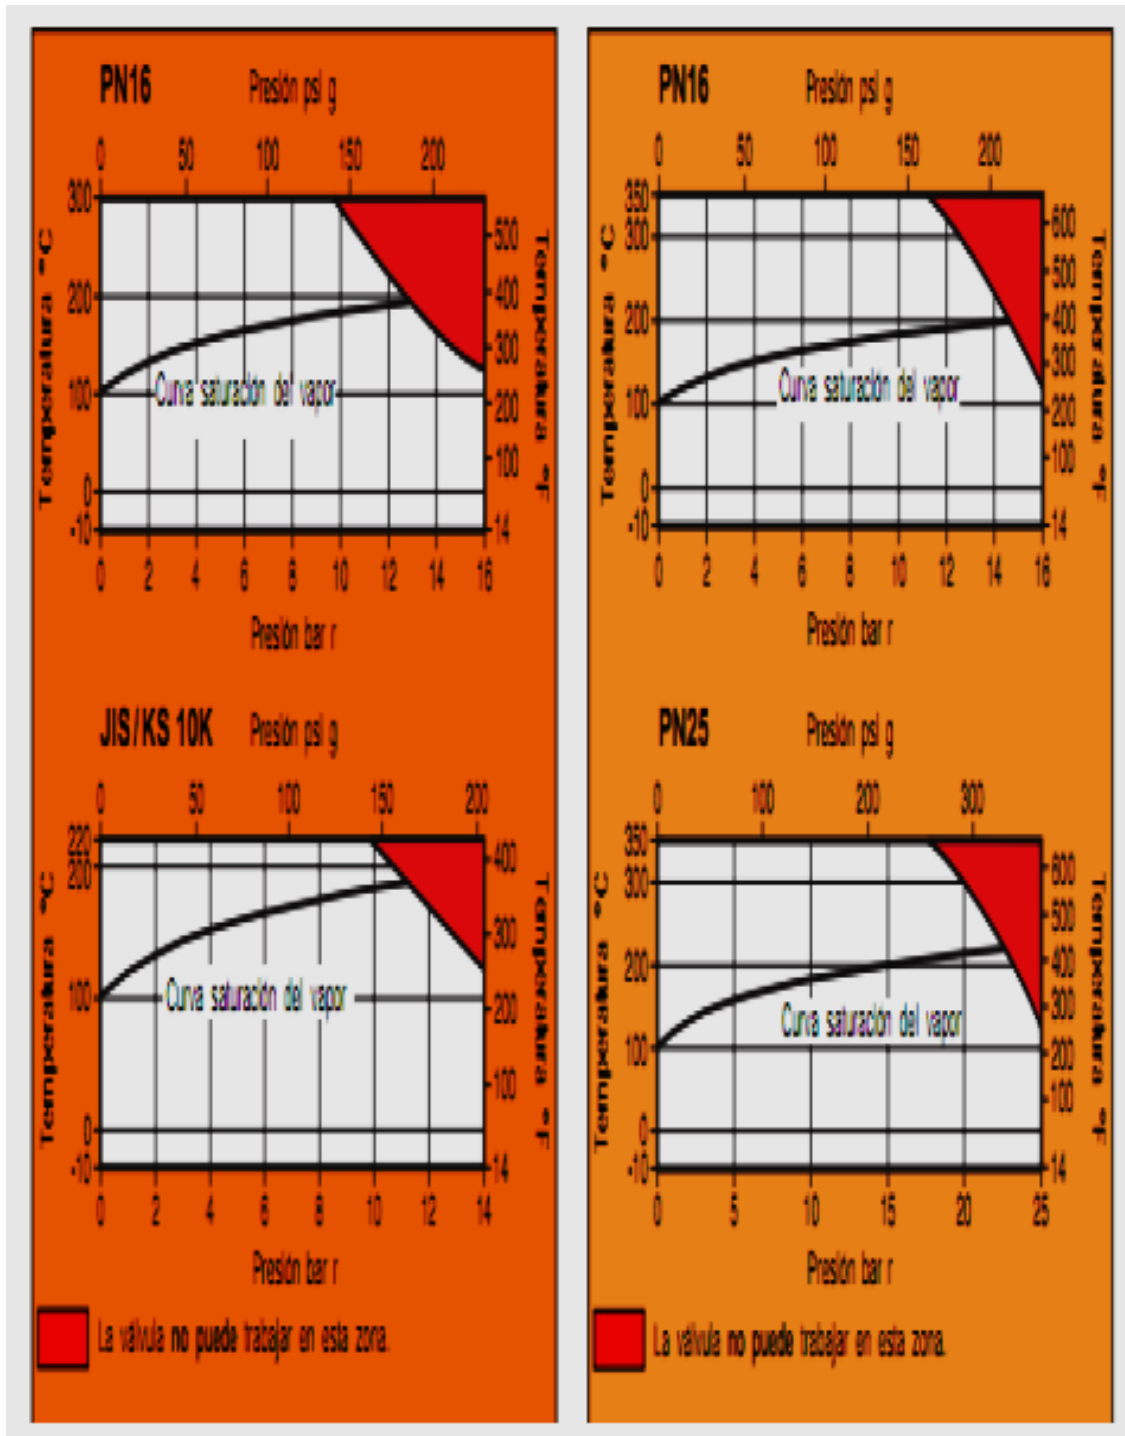 PN16 Presión psi g
0 50 100 150 200
Temperatura °C
300
200
100
0
-10
500
400
300
200
100
14
Temperatura °F
Curva saturación del vapor
0 2 4 6 8 10 12 14 16
Presión bar r
JIS/KS 10K Presión psi g
0 50 100 150 200
Temperatura °C
220
200
100
0
-10
400
300
200
100
14
Temperatura °F
Curva saturación del vapor
0 2 4 6 8 10 12 14
Presión bar r
La válvula no puede trabajar en esta zona.
PN16 Presión psi g
0 50 100 150 200
Temperatura °C
350
300
200
100
0
-10
600
500
400
300
200
100
14
Temperatura °F
Curva saturación del vapor
0 2 4 6 8 10 12 14 16
Presión bar r
PN25 Presión psi g
0 100 200 300
Temperatura °C
350
300
200
100
0
-10
600
500
400
300
200
100
14
Temperatura °F
Curva saturación del vapor
0 5 10 15 20 25
Presión bar r
La válvula no puede trabajar en esta zona.